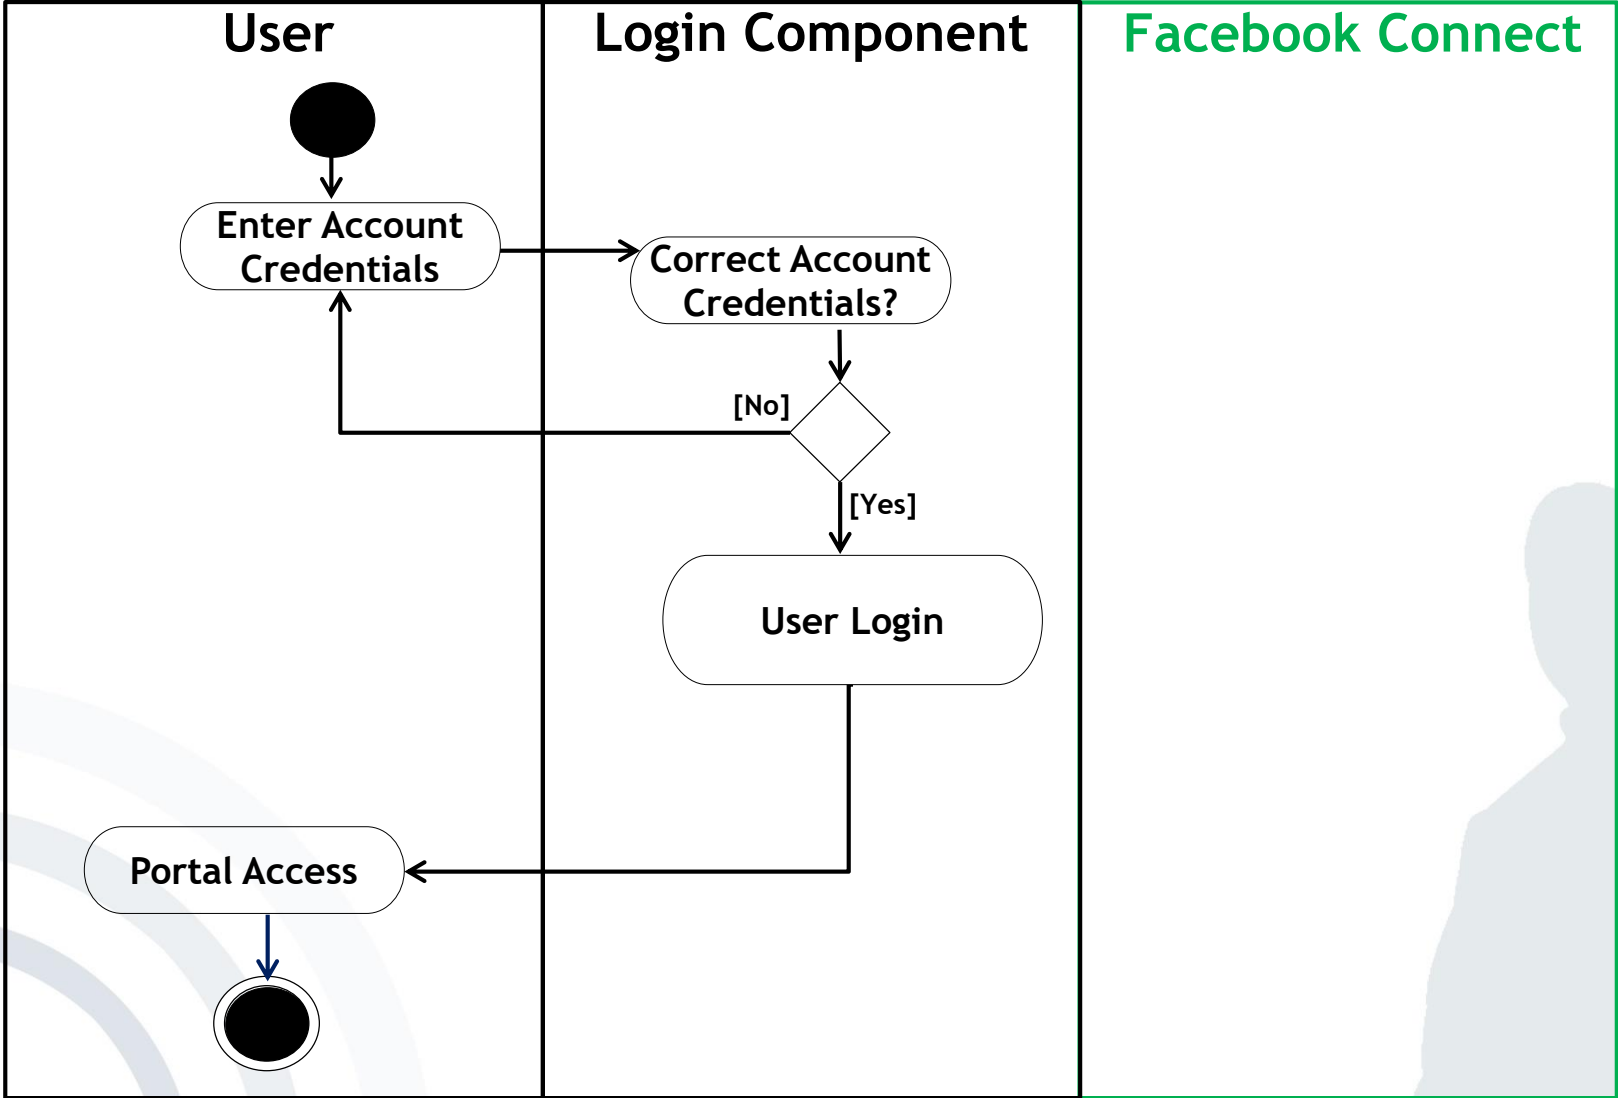 User
Login Component
Facebook Connect
Enter Account
Credentials
Correct Account
Credentials?
[No]
[Yes]
User Login
Portal Access